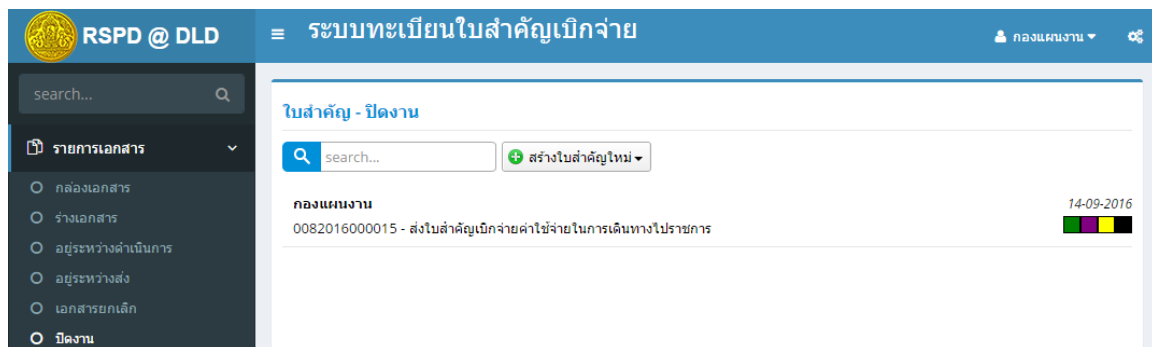 RSPD @ DLD
ระบบทะเบียนใบสำคัญเบิกจ่าย
กองแผนงาน
search...
ใบสำคัญ - ปิดงาน
รายการเอกสาร
search...
สร้างใบสำคัญใหม่
กล่องเอกสาร
ร่างเอกสาร
อยู่ระหว่างดำเนินการ
อยู่ระหว่างส่ง
เอกสารยกเลิก
ปิดงาน
กองแผนงาน
14-09-2016
0082016000015 - ส่งใบสำคัญเบิกจ่ายค่าใช้จ่ายในการเดินทางไปราชการ